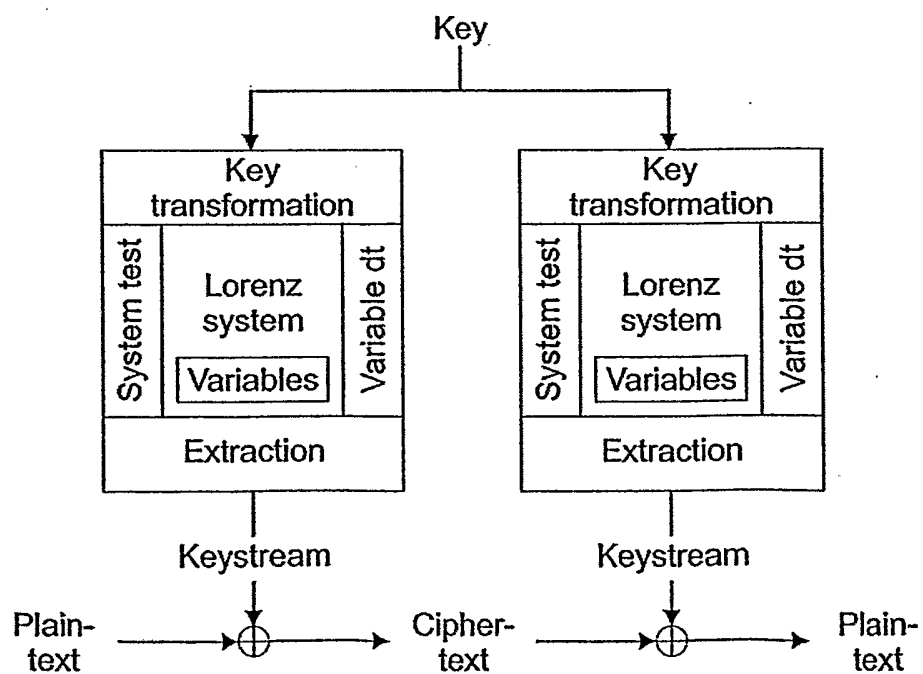 Key
Key
transformation
System test
Lorenz
system
Variables
Variable dt
Extraction
Keystream
Key
transformation
System test
Lorenz
system
Variables
Variable dt
Extraction
Keystream
Plain-
text
Cipher-
text
Plain-
text